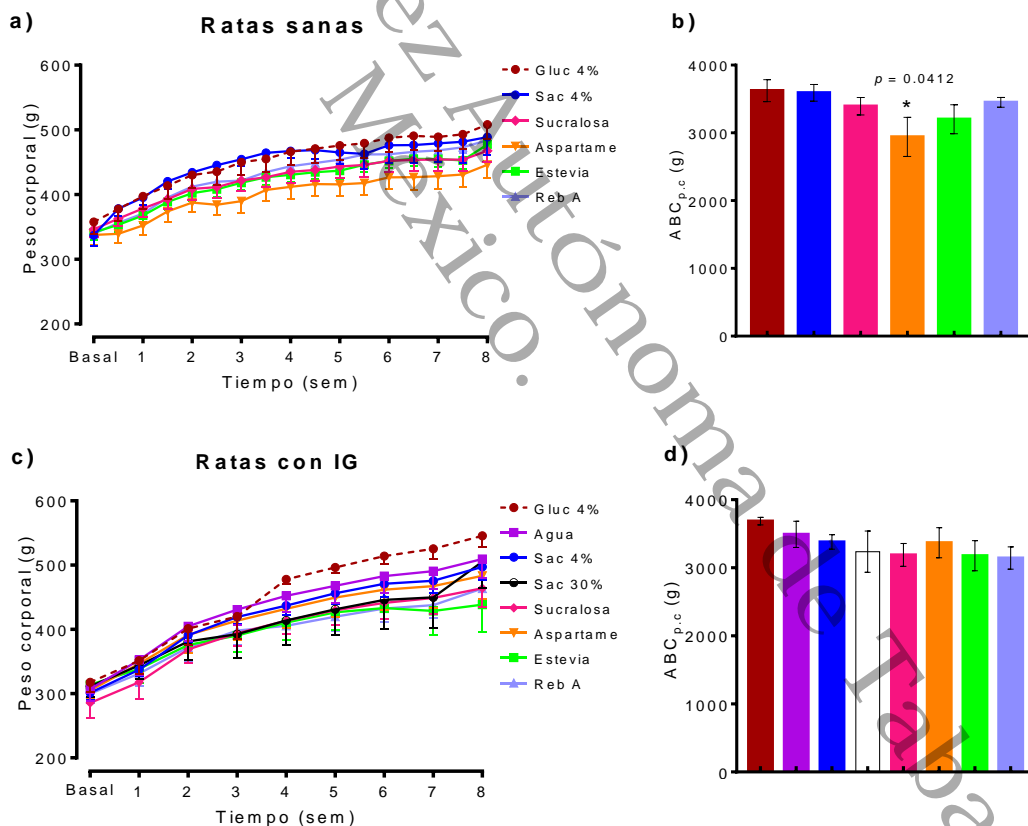 a)
Ratas sanas
600
500
400
300
200
Peso corporal (g)
Basal 1 2 3 4 5 6 7 8
Tiempo (sem)
Gluc 4%
Sac 4%
Sucralosa
Aspartame
Estevia
Reb A
b)
4000
3000
2000
1000
0
ABCp.c (g)
p = 0.0412
*
c)
Ratas con IG
600
500
400
300
200
Peso corporal (g)
Basal 1 2 3 4 5 6 7 8
Tiempo (sem)
Gluc 4%
Agua
Sac 4%
Sac 30%
Sucralosa
Aspartame
Estevia
Reb A
d)
4000
3000
2000
1000
0
ABCp.c (g)
Autónoma de
México.